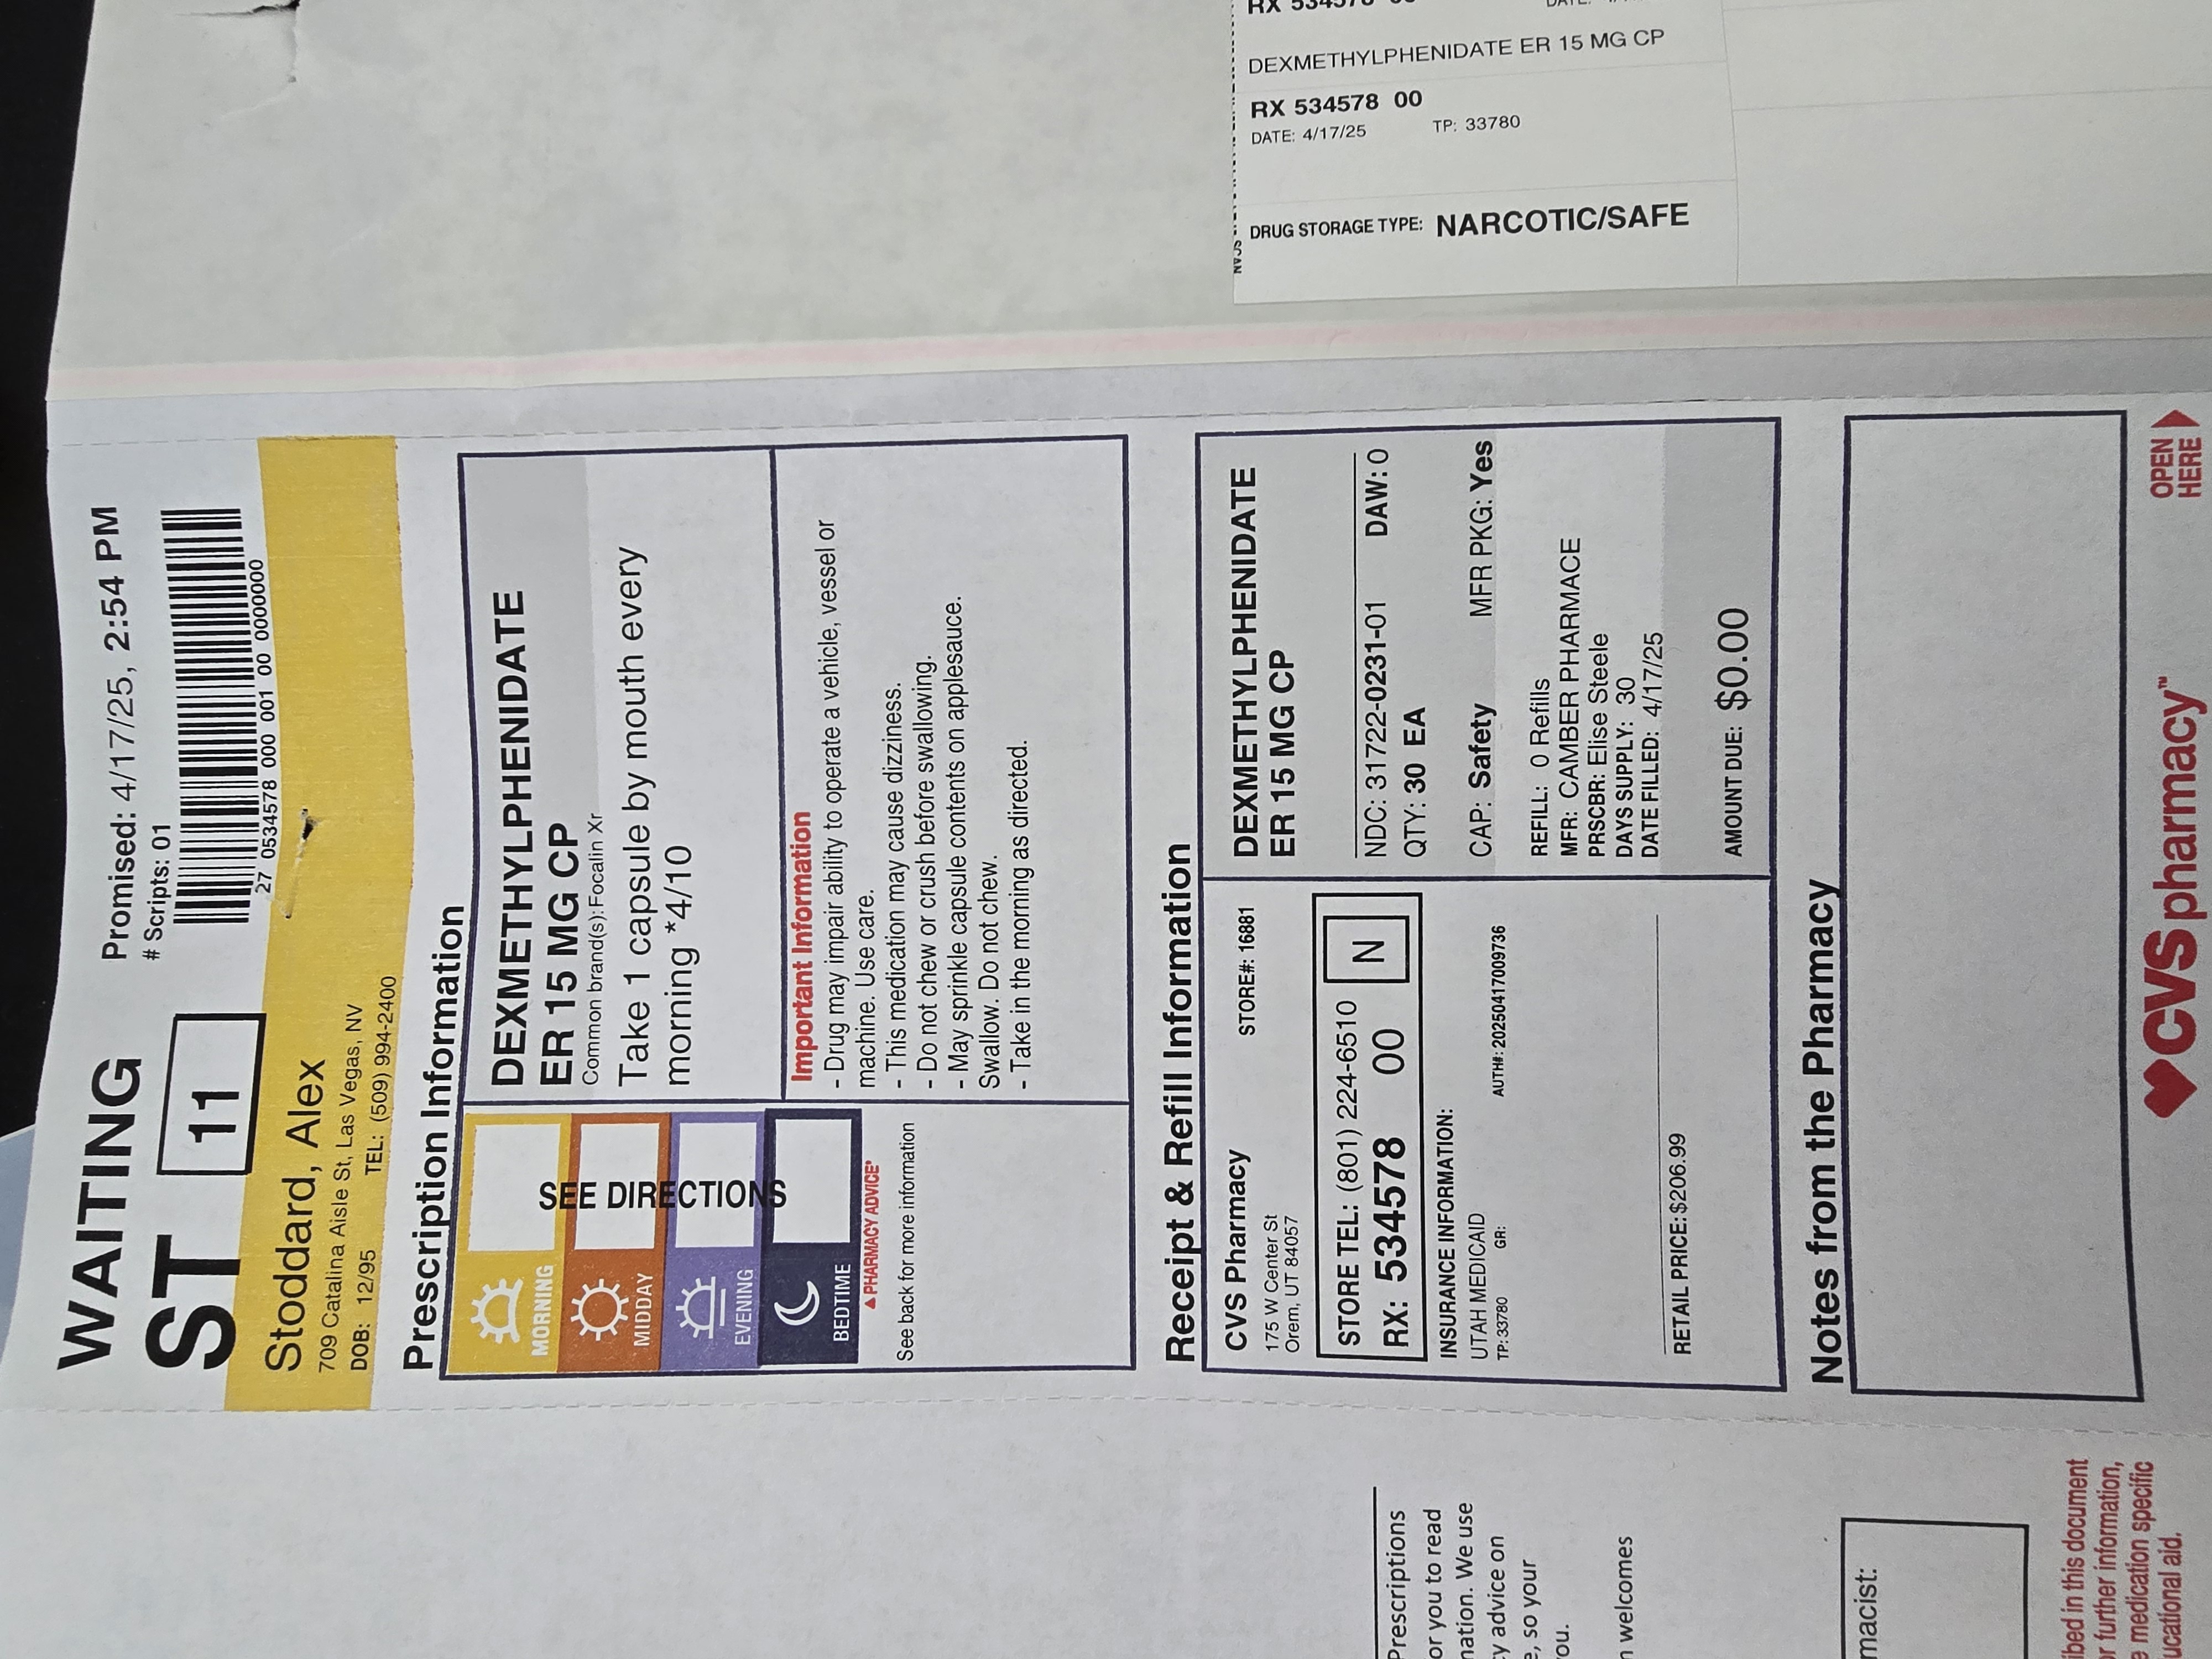 WAITING
ST 11
Promised: 4/17/25, 2:54 PM
# Scripts: 01
27 0534578 000 001 00 0000000
Stoddard, Alex
709 Catalina Aisle St, Las Vegas, NV
DOB: 12/95 TEL: (509) 994-2400
Prescription Information
MORNING
MIDDAY
EVENING
BEDTIME
SEE DIRECTIONS
PHARMACY ADVICE*
See back for more information
DEXMETHYLPHENIDATE
ER 15 MG CP
Common brand(s): Focalin Xr
Take 1 capsule by mouth every
morning *4/10
Important Information
- Drug may impair ability to operate a vehicle, vessel or
machine. Use care.
- This medication may cause dizziness.
- Do not chew or crush before swallowing.
- May sprinkle capsule contents on applesauce.
Swallow. Do not chew.
- Take in the morning as directed.
Receipt & Refill Information
CVS Pharmacy STORE#: 16881
175 W Center St
Orem, UT 84057
STORE TEL: (801) 224-6510
RX: 534578 00 N
INSURANCE INFORMATION:
UTAH MEDICAID
TP: 33780 GR: AUTH#: 20250417009736
RETAIL PRICE: $206.99
DEXMETHYLPHENIDATE
ER 15 MG CP
NDC: 31722-0231-01 DAW: 0
QTY: 30 EA
CAP: Safety MFR PKG: Yes
REFILL: 0 Refills
MFR: CAMBER PHARMACE
PRSCBR: Elise Steele
DAYS SUPPLY: 30
DATE FILLED: 4/17/25
AMOUNT DUE: $0.00
Notes from the Pharmacy
CVS pharmacy™
OPEN
HERE
Prescriptions
or you to read
mation. We use
cy advice on
e, so your
you.
welcomes
macist:
ibed in this document
or further information,
e medication specific
ucational aid.
DEXMETHYLPHENIDATE ER 15 MG CP
RX 534578 00
DATE: 4/17/25 TP: 33780
DRUG STORAGE TYPE: NARCOTIC/SAFE
SCAN